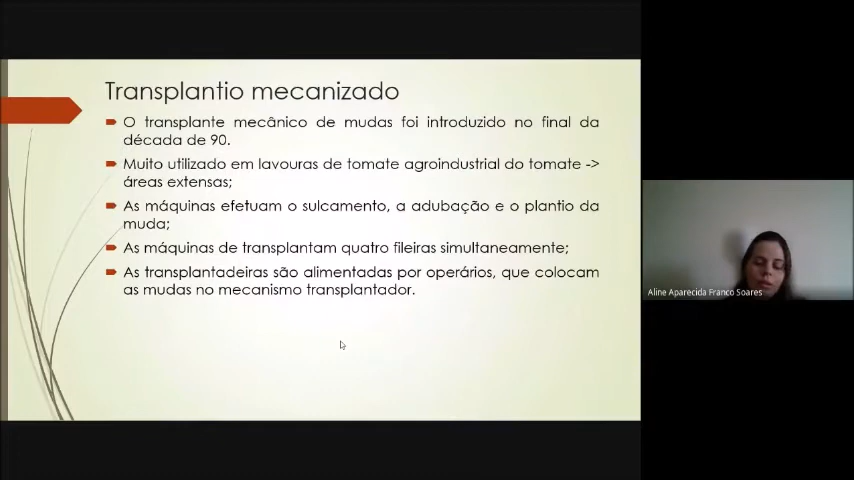 Transplantio mecanizado
O transplante mecânico de mudas foi introduzido no final da
década de 90.
Muito utilizado em lavouras de tomate agroindustrial do tomate ->
áreas extensas;
As máquinas efetuam o sulcamento, a adubação e o plantio da
muda;
As máquinas de transplantam quatro fileiras simultaneamente;
As transplantadeiras são alimentadas por operários, que colocam
as mudas no mecanismo transplantador.
Aline Aparecida Franco Soares